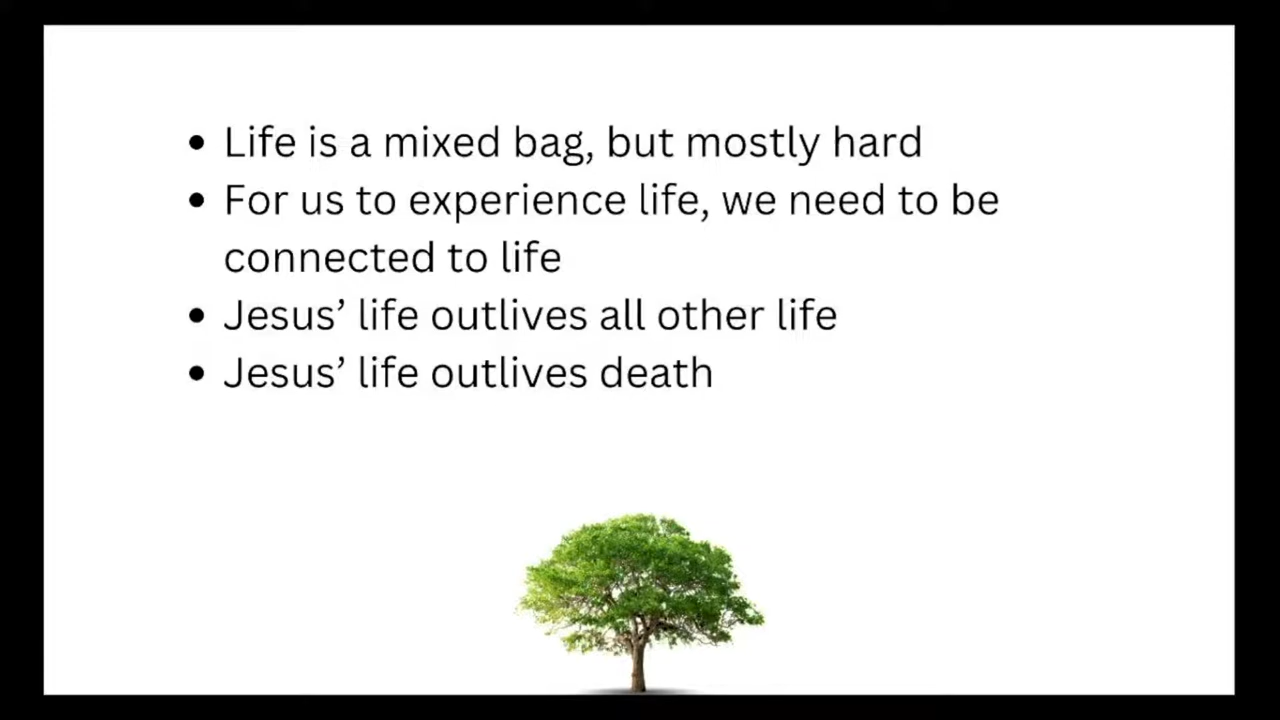 • Life is a mixed bag, but mostly hard
• For us to experience life, we need to be
connected to life
• Jesus’ life outlives all other life
• Jesus’ life outlives death